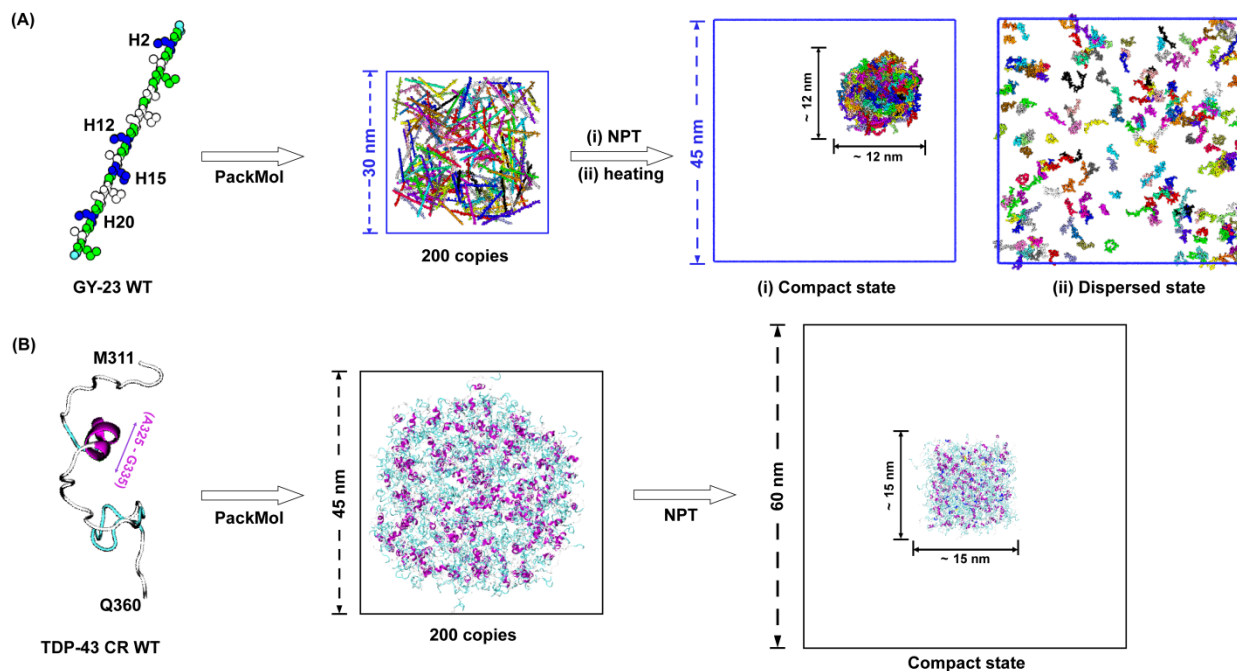 (A)
H2
H12
H15
H20
GY-23 WT
PackMol
30 nm
200 copies
(i) NPT
(ii) heating
45 nm
~ 12 nm
~ 12 nm
(i) Compact state
(ii) Dispersed state
(B)
M311
(A325 - G335)
Q360
TDP-43 CR WT
PackMol
45 nm
200 copies
NPT
60 nm
~ 15 nm
~ 15 nm
Compact state